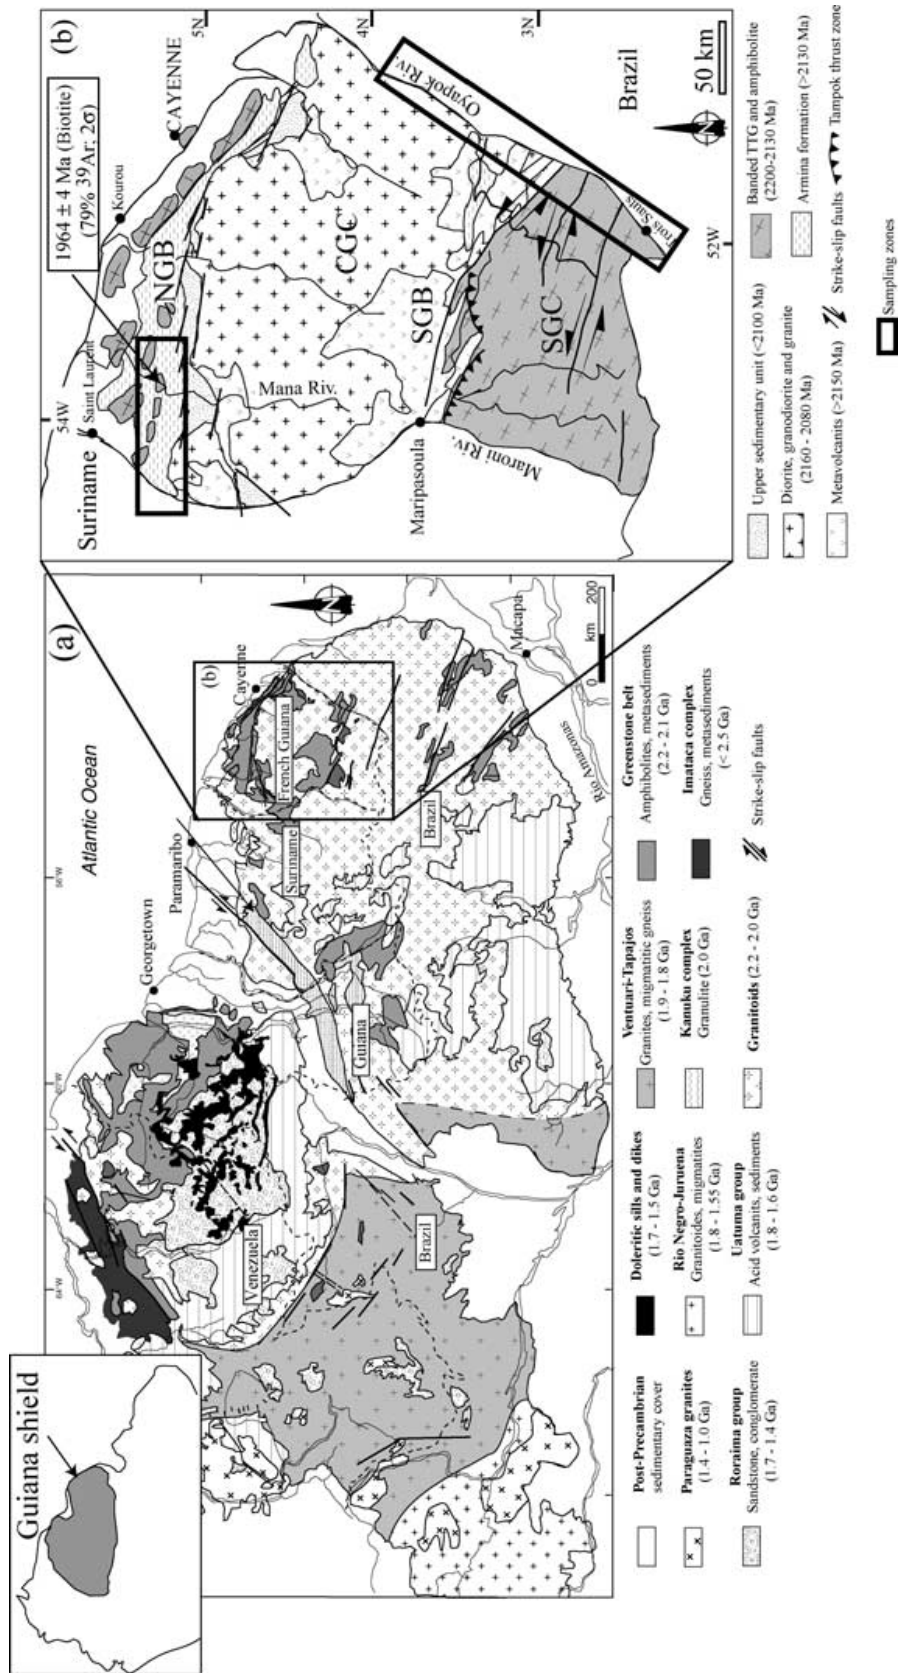 Guiana shield
(a)
Atlantic Ocean
Georgetown
Paramaribo
Cayenne
(b)
French Guiana
Suriname
Guiana
Venezuela
Brazil
Brazil
Macapa
Rio Amazonas
64°W
56°W
N
0 km 200
Post-Precambrian
sedimentary cover
Paraguaza granites
(1.4 - 1.0 Ga)
Roraima group
Sandstone, conglomerate
(1.7 - 1.4 Ga)
Doleritic sills and dikes
(1.7 - 1.5 Ga)
Rio Negro-Juruena
Granitoides, migmatites
(1.8 - 1.55 Ga)
Uatuma group
Acid volcanits, sediments
(1.8 - 1.6 Ga)
Ventuari-Tapajos
Granites, migmatitic gneiss
(1.9 - 1.8 Ga)
Kanuku complex
Granulite (2.0 Ga)
Granitoids (2.2 - 2.0 Ga)
Greenstone belt
Amphibolites, metasediments
(2.2 - 2.1 Ga)
Imataca complex
Gneiss, metasediments
(< 2.5 Ga)
Strike-slip faults
(b)
1964 ± 4 Ma (Biotite)
(79% 39Ar; 2σ)
Suriname
54W
Saint Laurent
Kourou
CAYENNE
5N
4N
3N
52W
NGB
CGC
SGB
SGC
Mana Riv.
Maripasoula
Maroni Riv.
Oyapok Riv.
Trois Sauts
Brazil
N
50 km
Upper sedimentary unit (<2100 Ma)
Diorite, granodiorite and granite
(2160 - 2080 Ma)
Metavolcanits (>2150 Ma)
Banded TTG and amphibolite
(2200-2130 Ma)
Armina formation (>2130 Ma)
Strike-slip faults
Tampok thrust zone
Sampling zones